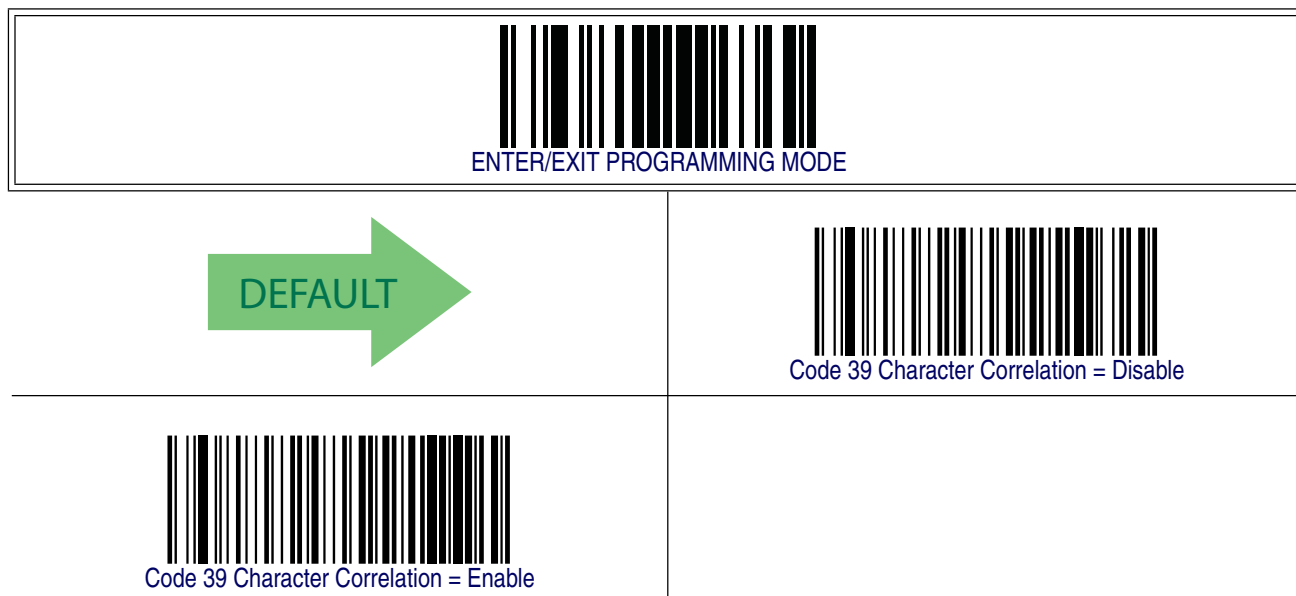 ENTER/EXIT PROGRAMMING MODE
DEFAULT
Code 39 Character Correlation = Disable
Code 39 Character Correlation = Enable